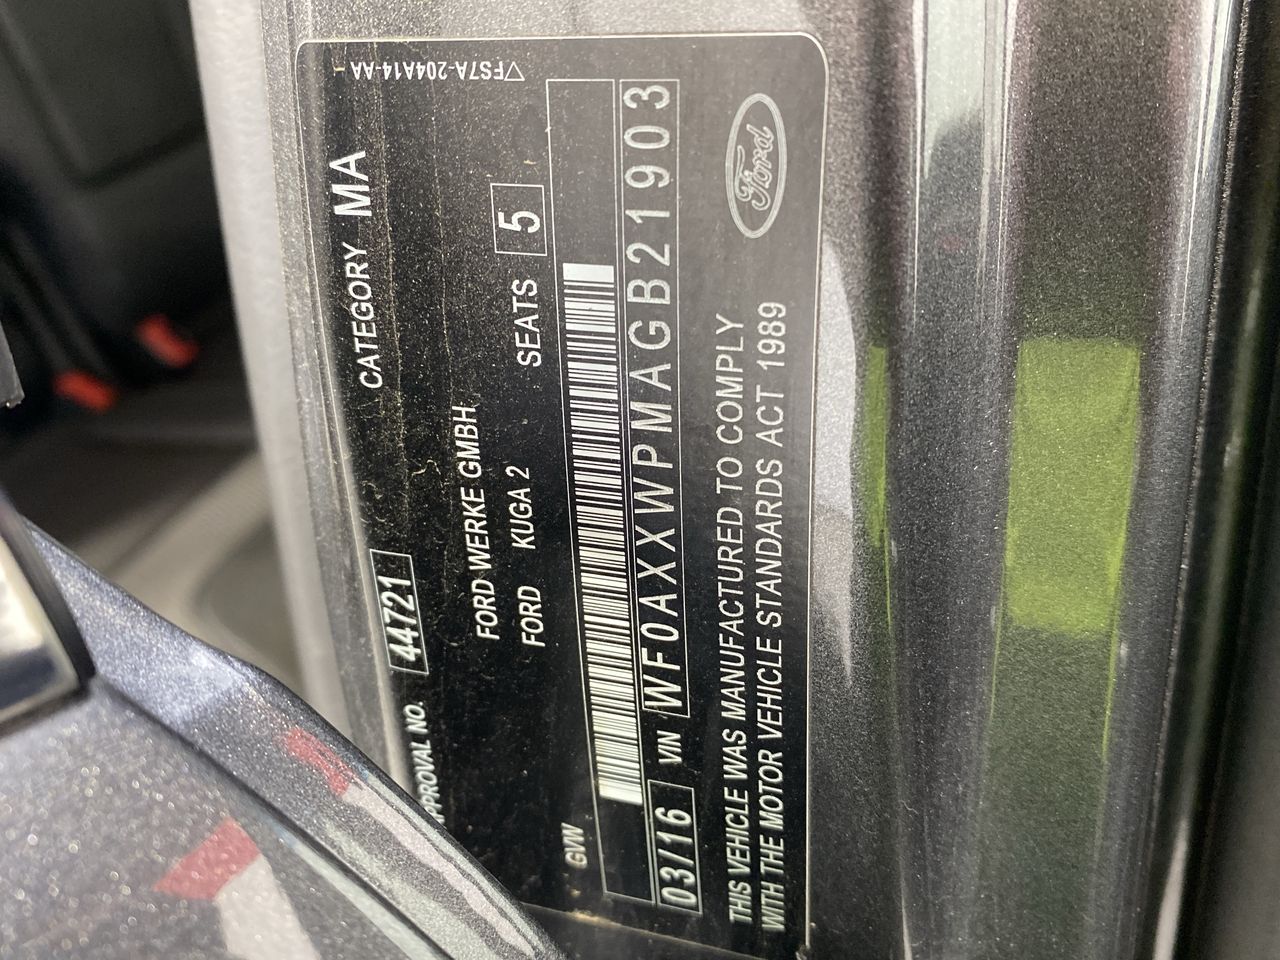 ▽FS7A-204A14-AA
APPROVAL NO. 44721 CATEGORY MA
FORD WERKE GMBH
FORD KUGA 2 SEATS 5
GVW
03/16 VIN WF0AXXWPMAGB21903
THIS VEHICLE WAS MANUFACTURED TO COMPLY
WITH THE MOTOR VEHICLE STANDARDS ACT 1989
Ford